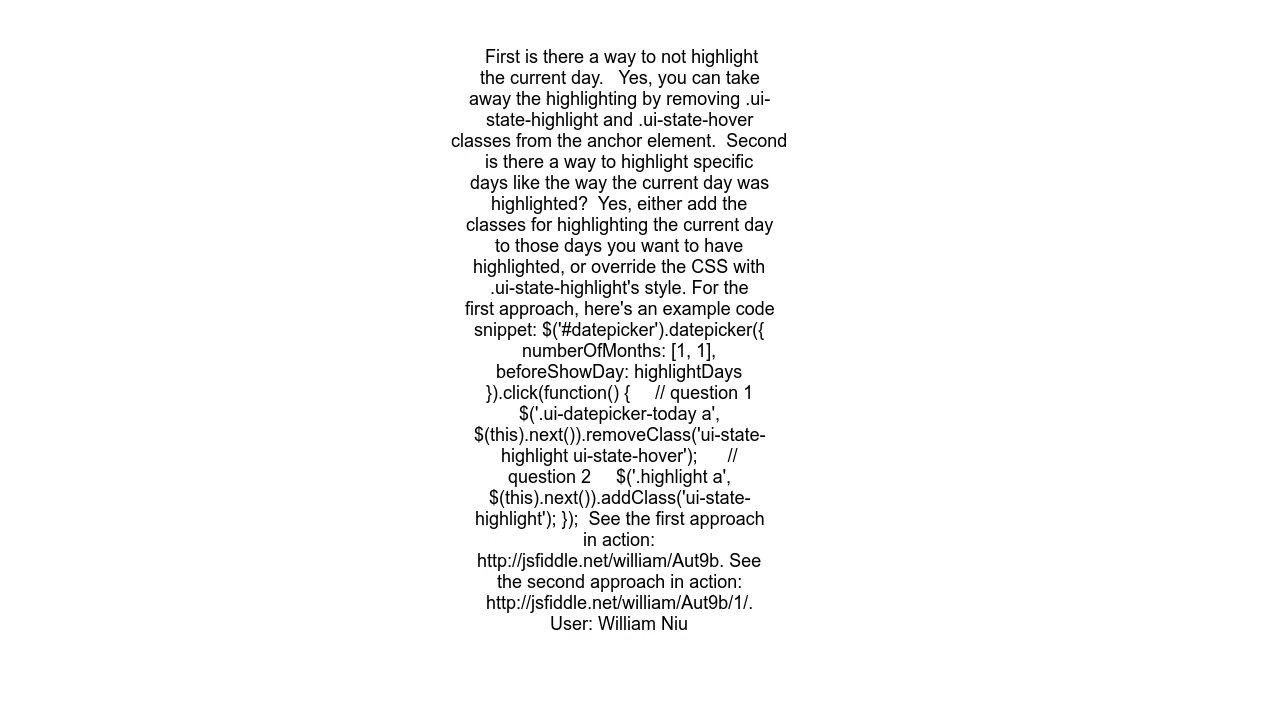 First is there a way to not highlight
the current day.   Yes, you can take
away the highlighting by removing .ui-
state-highlight and .ui-state-hover
classes from the anchor element.  Second
is there a way to highlight specific
days like the way the current day was
highlighted?  Yes, either add the
classes for highlighting the current day
to those days you want to have
highlighted, or override the CSS with
.ui-state-highlight's style. For the
first approach, here's an example code
snippet: $('#datepicker').datepicker({
numberOfMonths: [1, 1],
beforeShowDay: highlightDays
}).click(function() {     // question 1
$('.ui-datepicker-today a',
$(this).next()).removeClass('ui-state-
highlight ui-state-hover');      //
question 2     $('.highlight a',
$(this).next()).addClass('ui-state-
highlight'); });  See the first approach
in action:
http://jsfiddle.net/william/Aut9b. See
the second approach in action:
http://jsfiddle.net/william/Aut9b/1/.
User: William Niu